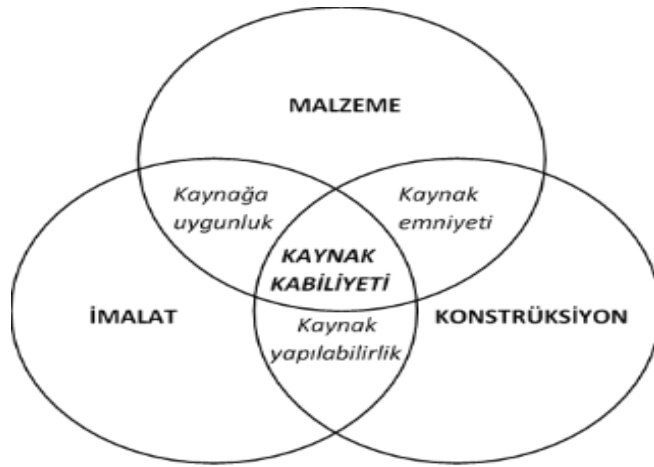 MALZEME
Kaynağa
uygunluk
Kaynak
emniyeti
KAYNAK
KABİLİYETİ
İMALAT
Kaynak
yapılabilirlik
KONSTRÜKSİYON